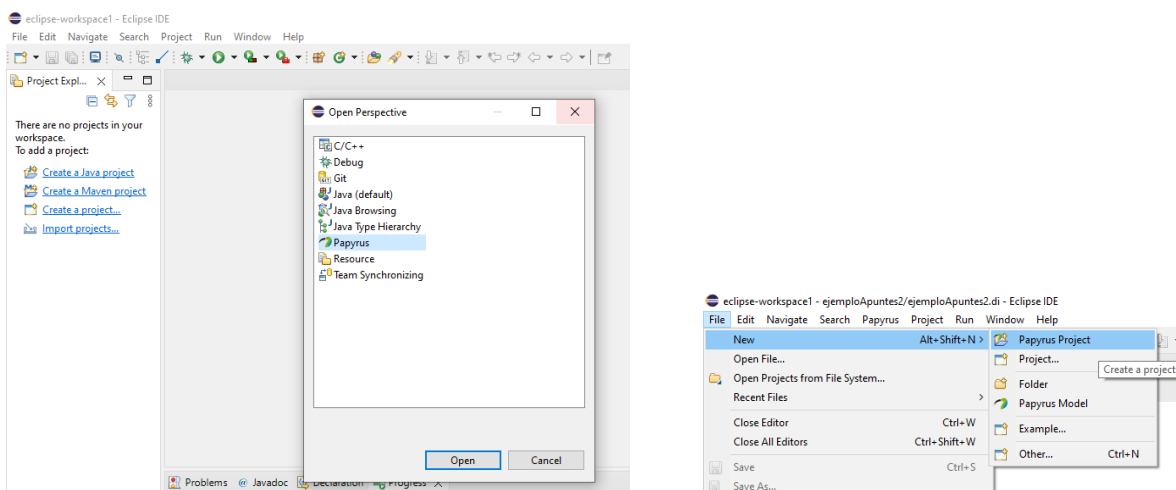 eclipse-workspace1 - Eclipse IDE
File Edit Navigate Search Project Run Window Help
Project Expl...
There are no projects in your
workspace.
To add a project:
Create a Java project
Create a Maven project
Create a project...
Import projects...
Open Perspective
C/C++
Debug
Git
Java (default)
Java Browsing
Java Type Hierarchy
Papyrus
Resource
Team Synchronizing
Open Cancel
Problems @ Javadoc Declaration Progress
eclipse-workspace1 - ejemploApuntes2/ejemploApuntes2.di - Eclipse IDE
File Edit Navigate Search Papyrus Project Run Window Help
New Alt+Shift+N >
Open File...
Open Projects from File System...
Recent Files >
Close Editor Ctrl+W
Close All Editors Ctrl+Shift+W
Save Ctrl+S
Save As...
Papyrus Project
Project...
Create a project
Folder
Papyrus Model
Example...
Other... Ctrl+N